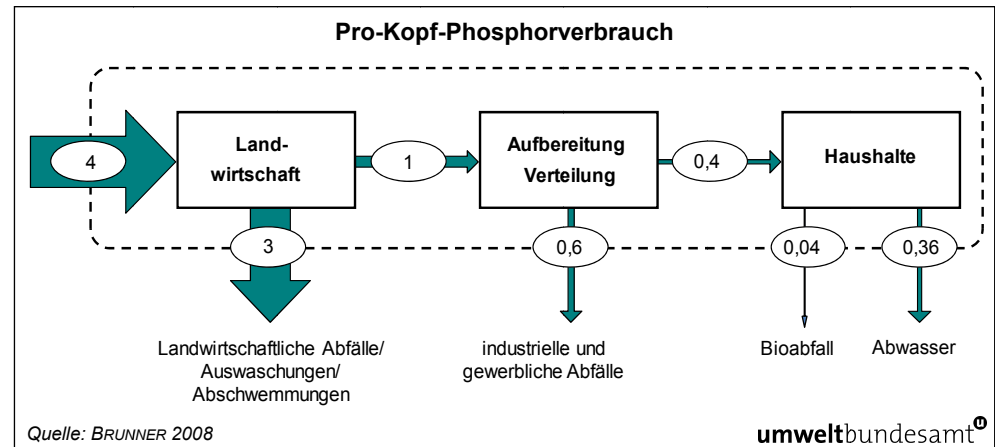 Pro-Kopf-Phosphorverbrauch
4
Land-
wirtschaft
1
Aufbereitung
Verteilung
0,4
Haushalte
3
0,6
0,04
0,36
Landwirtschaftliche Abfälle/
Auswaschungen/
Abschwemmungen
industrielle und
gewerbliche Abfälle
Bioabfall
Abwasser
Quelle: BRUNNER 2008
umweltbundesamt u